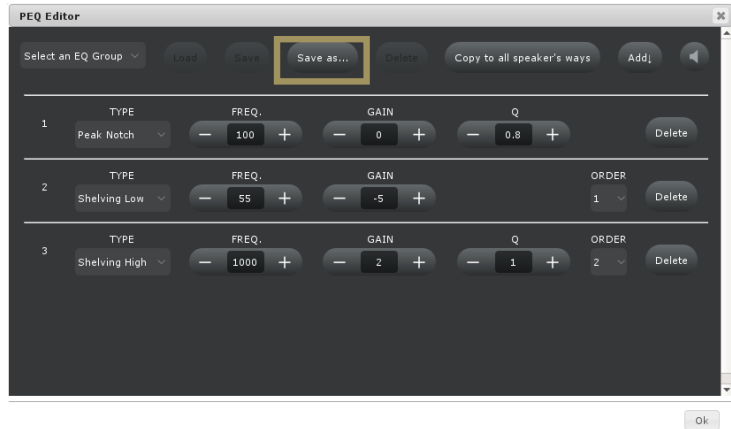 PEQ Editor
Select an EQ Group Load Save Save as... Delete Copy to all speaker's ways Add↓
TYPE FREQ. GAIN Q
1 Peak Notch — 100 + — 0 + — 0.8 + Delete
TYPE FREQ. GAIN ORDER
2 Shelving Low — 55 + — -5 + 1 Delete
TYPE FREQ. GAIN Q ORDER
3 Shelving High — 1000 + — 2 + — 1 + 2 Delete
Ok